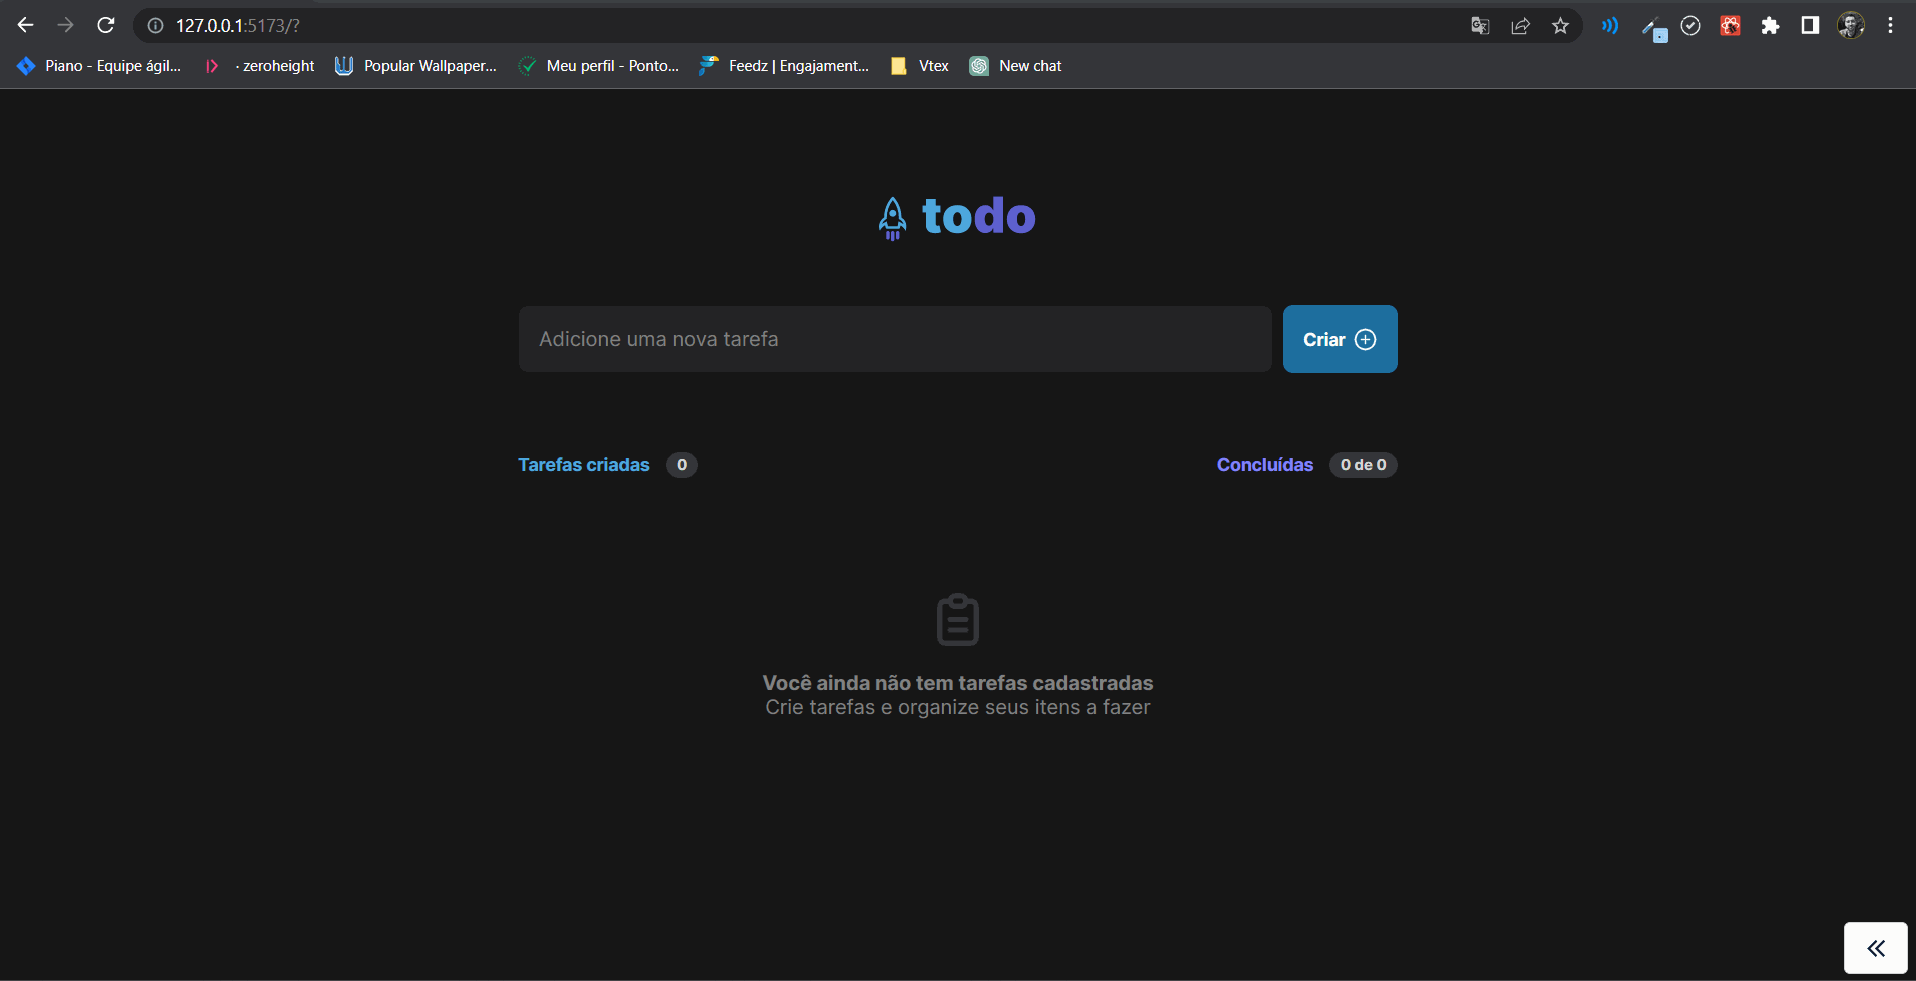 127.0.0.1:5173/?
Piano - Equipe ágil... · zeroheight Popular Wallpaper... Meu perfil - Ponto... Feedz | Engajament... Vtex New chat
todo
Adicione uma nova tarefa Criar
Tarefas criadas 0 Concluídas 0 de 0
Você ainda não tem tarefas cadastradas
Crie tarefas e organize seus itens a fazer